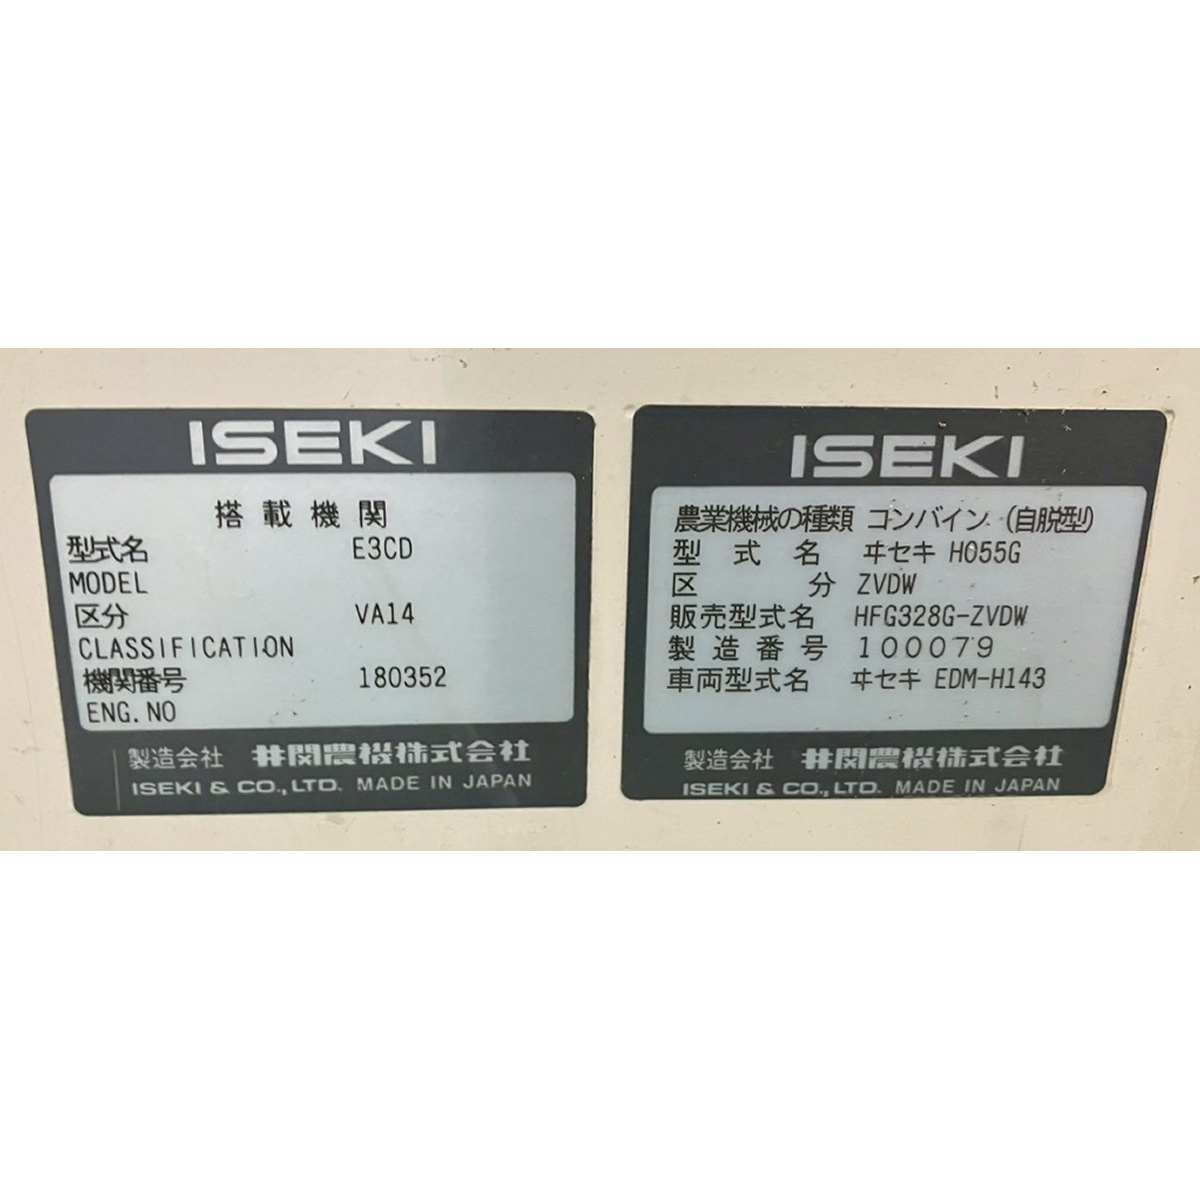 ISEKI
搭載機関
型式名 E3CD
MODEL
区分 VA14
CLASSIFICATION
機関番号 180352
ENG.NO
製造会社 井関農機株式会社
ISEKI & CO., LTD. MADE IN JAPAN
ISEKI
農業機械の種類 コンバイン (自脱型)
型式名 ヰセキ HO55G
区分 ZVDW
販売型式名 HFG328G-ZVDW
製造番号 100079
車両型式名 ヰセキ EDM-H143
製造会社 井関農機株式会社
ISEKI & CO., LTD. MADE IN JAPAN